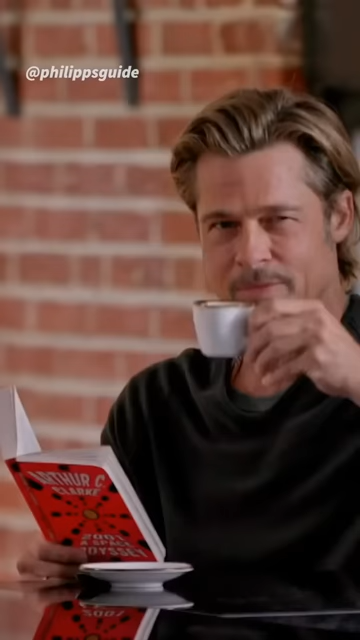 @philippsguide
ARTHUR C
CLARKE
2001
A SPACE
ODYSSEY